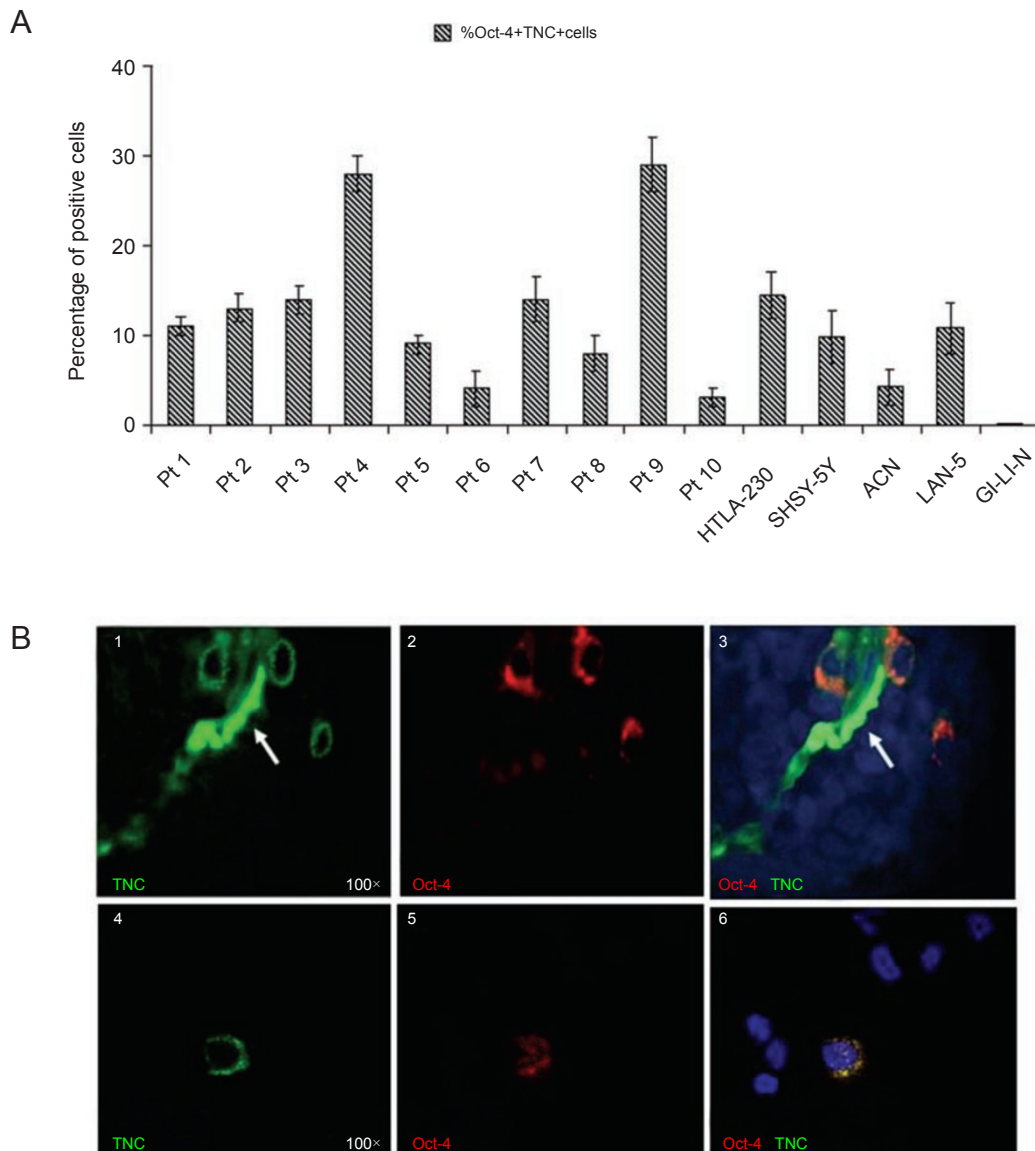 A
%Oct-4+TNC+cells
Percentage of positive cells
40
30
20
10
0
Pt 1
Pt 2
Pt 3
Pt 4
Pt 5
Pt 6
Pt 7
Pt 8
Pt 9
Pt 10
HTLA-230
SHSY-5Y
ACN
LAN-5
GI-LI-N
B
1
TNC
100×
2
Oct-4
3
Oct-4 TNC
4
TNC
100×
5
Oct-4
6
Oct-4 TNC